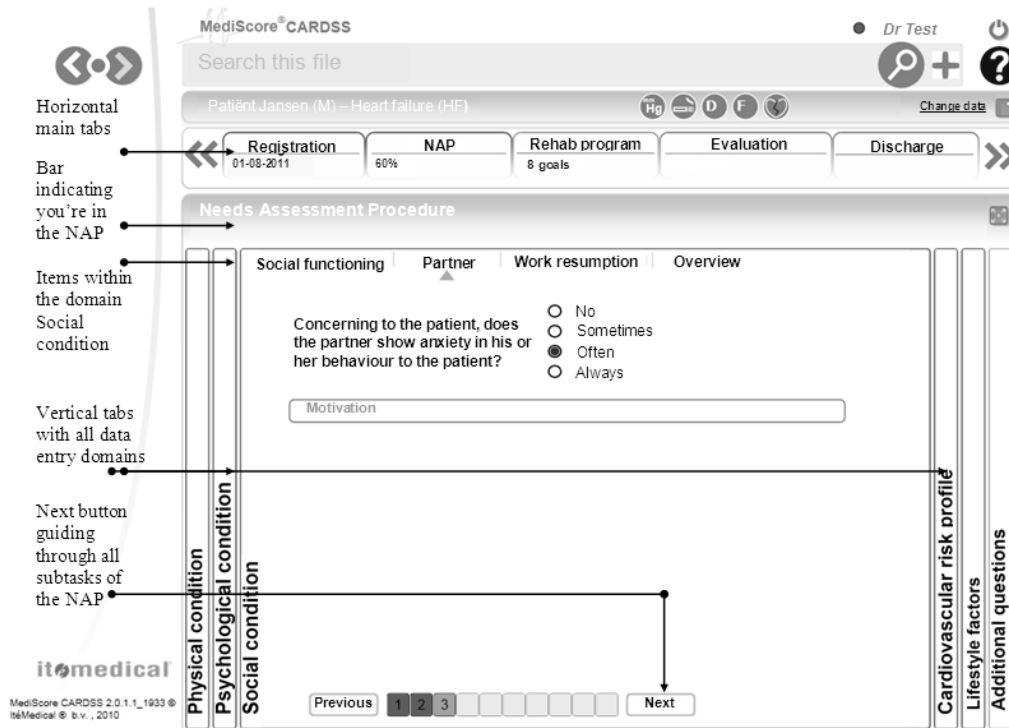 MediScore®CARDSS
Dr Test
Search this file
?
Horizontal
main tabs
Bar
indicating
you're in
the NAP
Items within
the domain
Social
condition
Vertical tabs
with all data
entry domains
Next button
guiding
through all
subtasks of
the NAP
Patiënt Jansen (M) – Heart failure (HF)
Hg D F
Change data
Registration NAP Rehab program Evaluation Discharge
01-08-2011 60% 8 goals
Needs Assessment Procedure
Social functioning Partner Work resumption Overview
Concerning to the patient, does
the partner show anxiety in his or
her behaviour to the patient?
No
Sometimes
Often
Always
Motivation
Physical condition
Psychological condition
Social condition
Cardiovascular risk profile
Lifestyle factors
Additional questions
Previous 1 2 3 Next
itémedical
MediScore CARDSS 2.0.1.1_1933 ©
ItéMedical ® b.v. , 2010